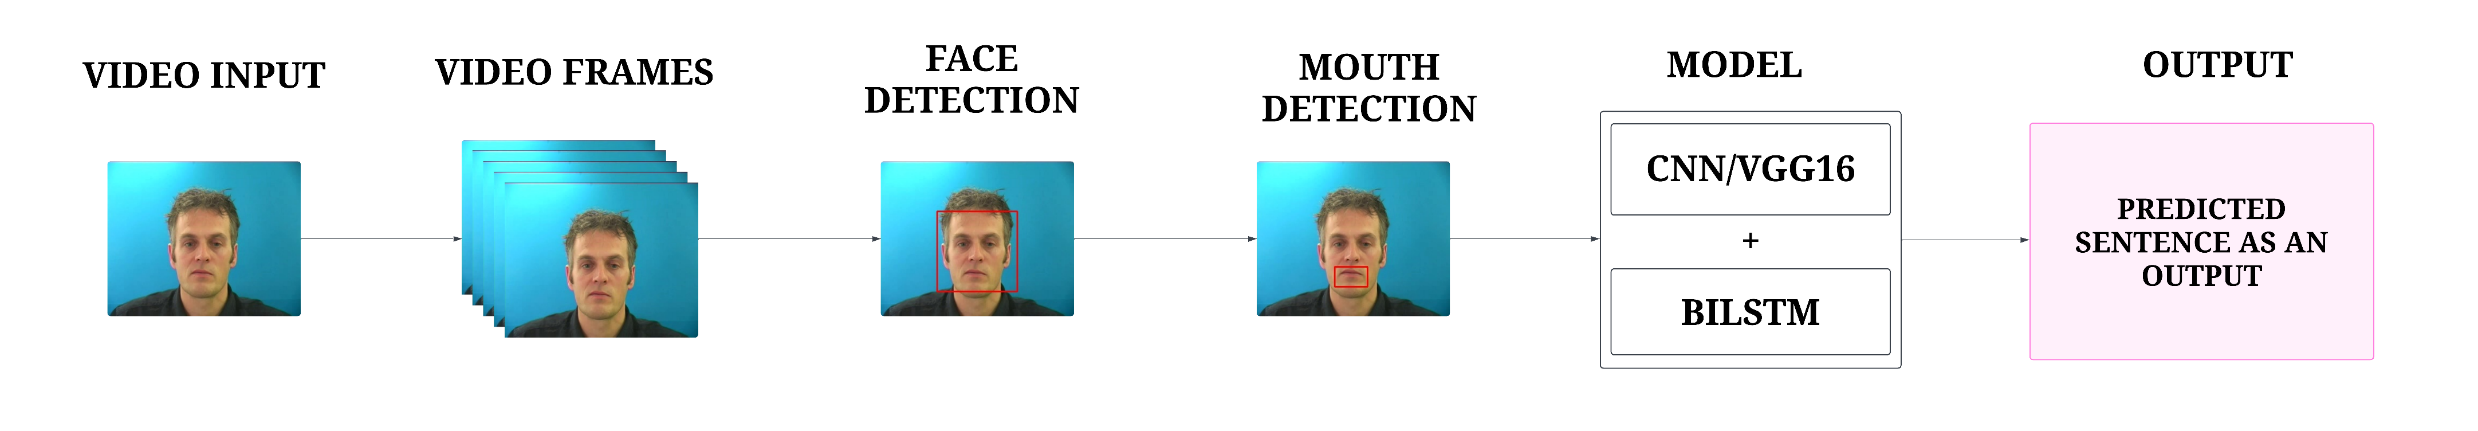 VIDEO INPUT
VIDEO FRAMES
FACE
DETECTION
MOUTH
DETECTION
MODEL
CNN/VGG16
+
BILSTM
OUTPUT
PREDICTED
SENTENCE AS AN
OUTPUT